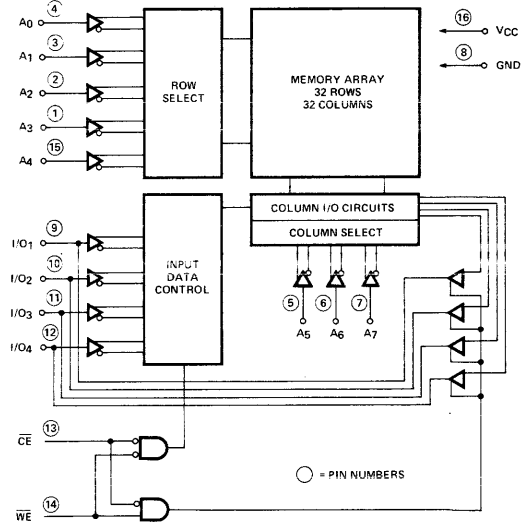 4
A0
3
A1
2
A2
1
A3
15
A4
ROW
SELECT
MEMORY ARRAY
32 ROWS
32 COLUMNS
16
VCC
8
GND
9
I/O1
10
I/O2
11
I/O3
12
I/O4
INPUT
DATA
CONTROL
COLUMN I/O CIRCUITS
COLUMN SELECT
5
6
7
A5
A6
A7
13
CE
14
WE
= PIN NUMBERS